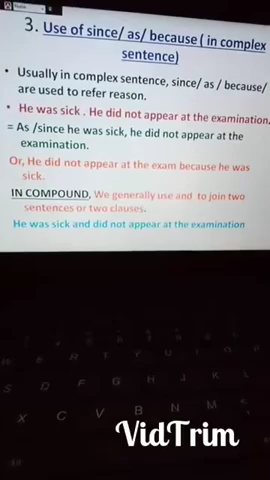 3. Use of since/ as/ because ( in complex
sentence)
• Usually in complex sentence, since/ as / because/
are used to refer reason.
• He was sick . He did not appear at the examination.
= As /since he was sick, he did not appear at the
examination.
Or, He did not appear at the exam because he was
sick.
IN COMPOUND, We generally use and to join two
sentences or two clauses.
He was sick and did not appear at the examination
R
F
G
H
J
K
L
S
D
X
C
V
B
N
M
VidTrim